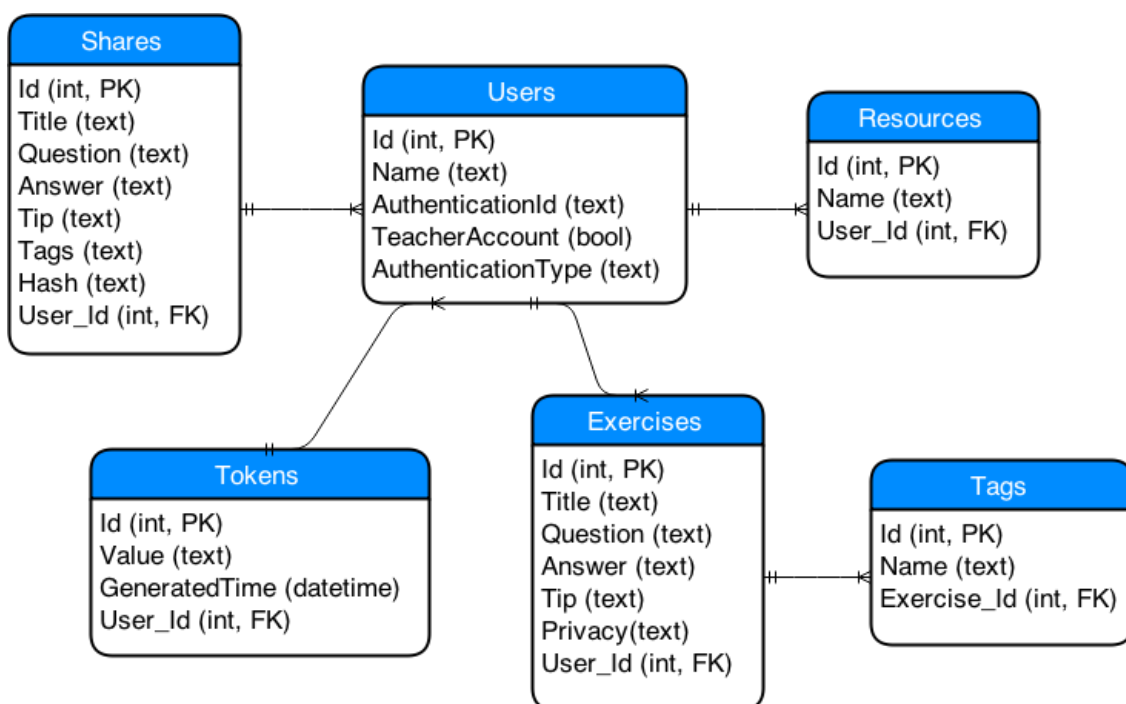 Shares
Id (int, PK)
Title (text)
Question (text)
Answer (text)
Tip (text)
Tags (text)
Hash (text)
User_Id (int, FK)
Users
Id (int, PK)
Name (text)
AuthenticationId (text)
TeacherAccount (bool)
AuthenticationType (text)
Resources
Id (int, PK)
Name (text)
User_Id (int, FK)
Tokens
Id (int, PK)
Value (text)
GeneratedTime (datetime)
User_Id (int, FK)
Exercises
Id (int, PK)
Title (text)
Question (text)
Answer (text)
Tip (text)
Privacy(text)
User_Id (int, FK)
Tags
Id (int, PK)
Name (text)
Exercise_Id (int, FK)